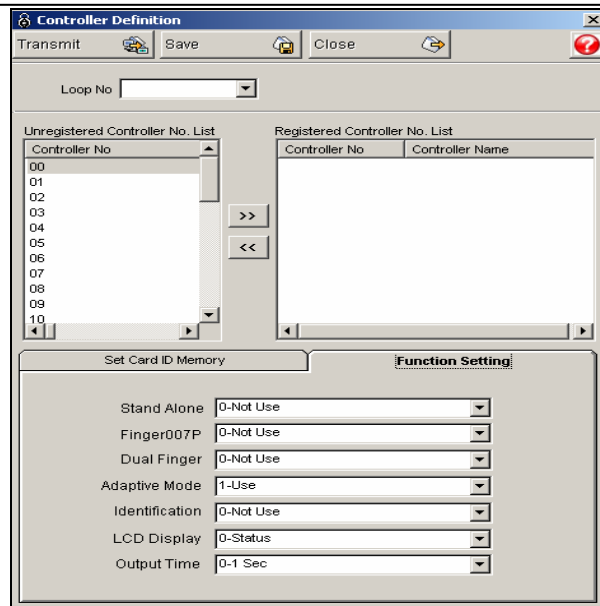 Controller Definition
Transmit Save Close
Loop No
Unregistered Controller No. List Registered Controller No. List
Controller No Controller No Controller Name
00
01
02
03
04
05
06
07
08
09
10
>>
<<
Set Card ID Memory Function Setting
Stand Alone 0-Not Use
Finger007P 0-Not Use
Dual Finger 0-Not Use
Adaptive Mode 1-Use
Identification 0-Not Use
LCD Display 0-Status
Output Time 0-1 Sec